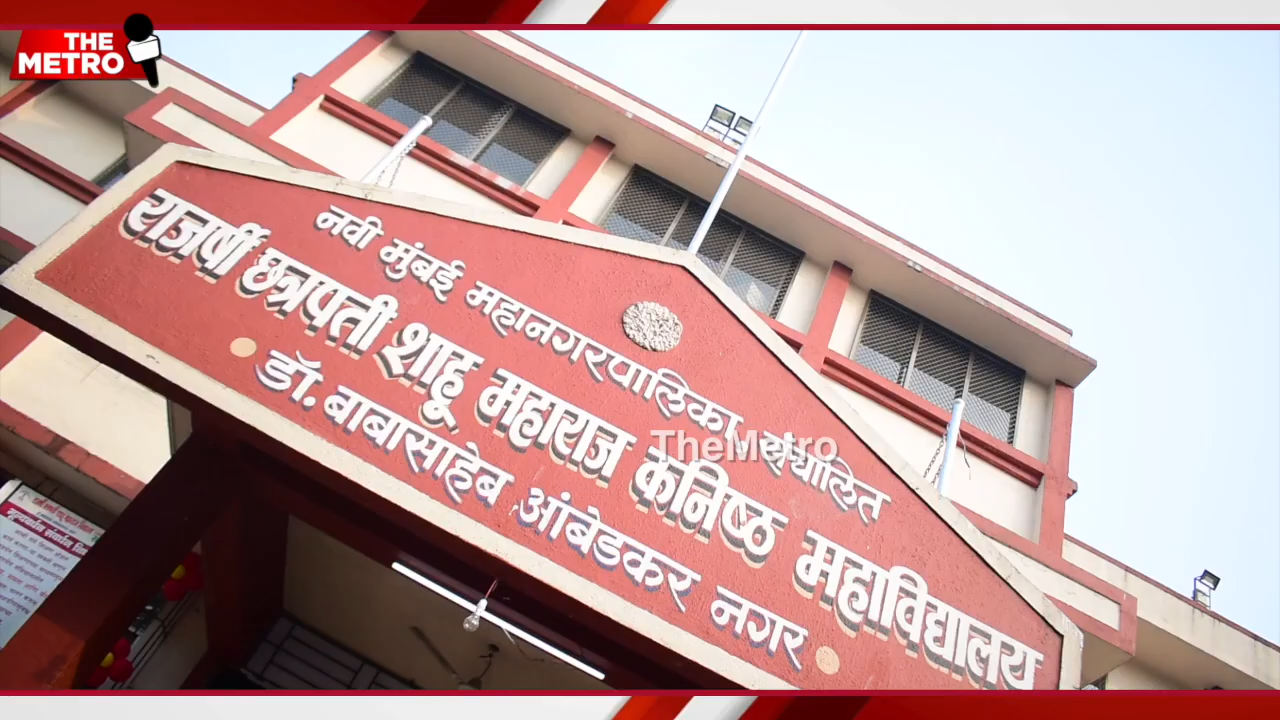 THE
METRO
नवी मुंबई महानगरपालिका संचालित
राजर्षी छत्रपती शाहू महाराज कनिष्ठ महाविद्यालय
डॉ. बाबासाहेब आंबेडकर नगर
TheMetro